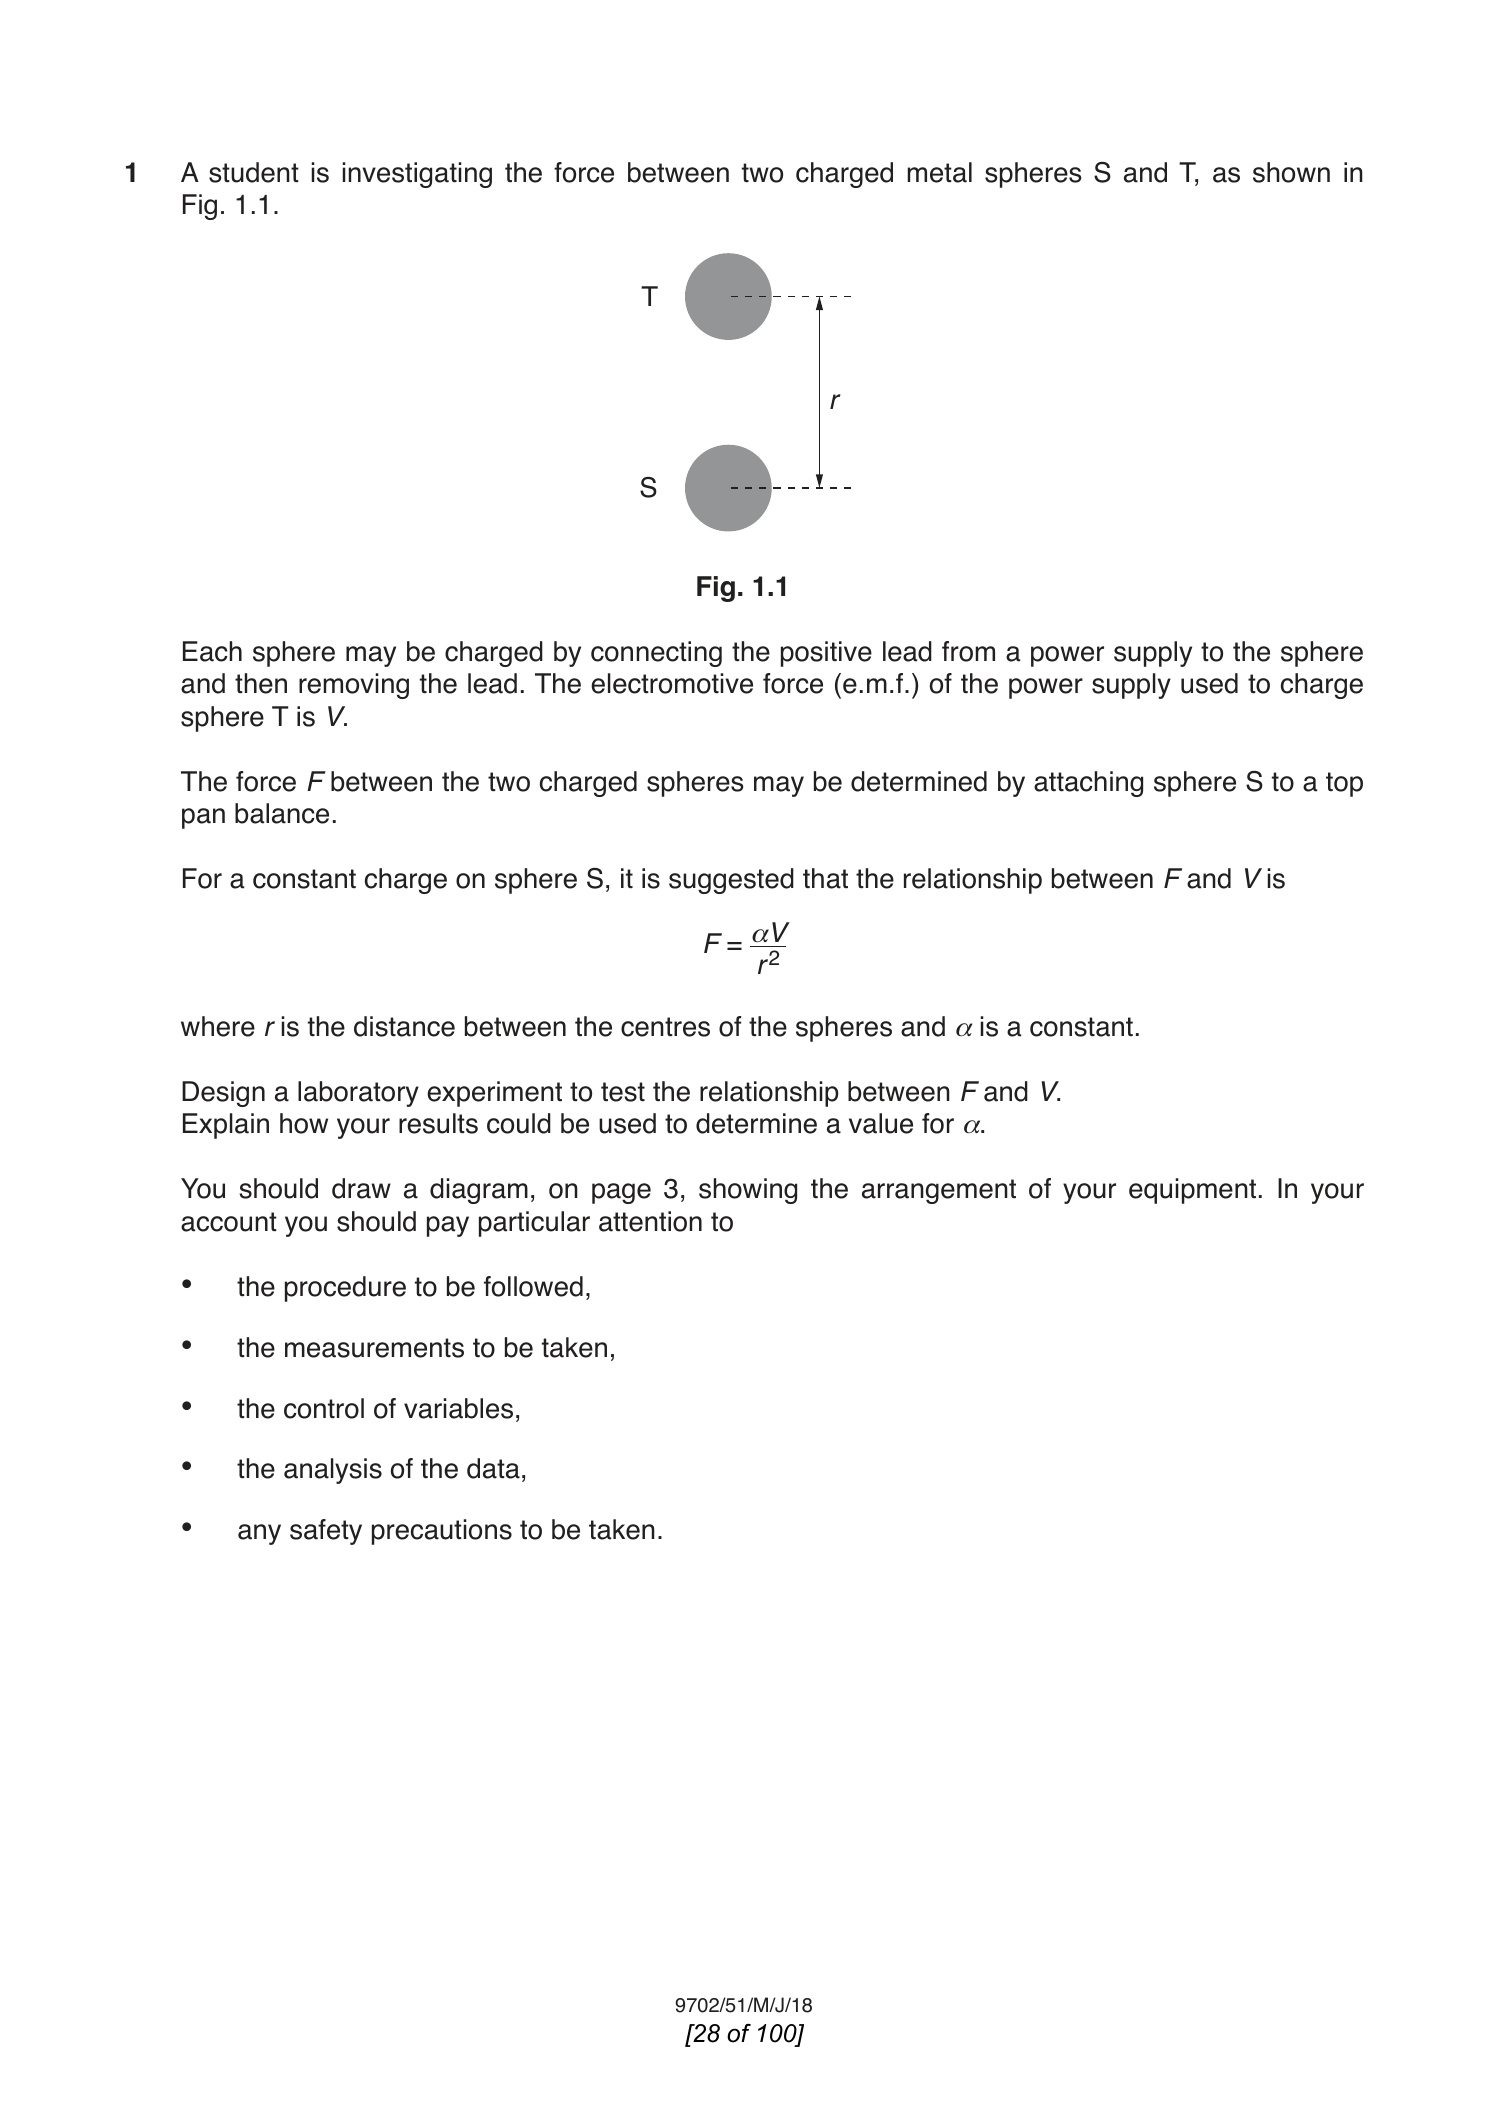 1 A student is investigating the force between two charged metal spheres S and T, as shown in
Fig. 1.1.
T
r
S
Fig. 1.1
Each sphere may be charged by connecting the positive lead from a power supply to the sphere
and then removing the lead. The electromotive force (e.m.f.) of the power supply used to charge
sphere T is V.
The force F between the two charged spheres may be determined by attaching sphere S to a top
pan balance.
For a constant charge on sphere S, it is suggested that the relationship between F and V is
F = αV/r²
where r is the distance between the centres of the spheres and α is a constant.
Design a laboratory experiment to test the relationship between F and V.
Explain how your results could be used to determine a value for α.
You should draw a diagram, on page 3, showing the arrangement of your equipment. In your
account you should pay particular attention to
• the procedure to be followed,
• the measurements to be taken,
• the control of variables,
• the analysis of the data,
• any safety precautions to be taken.
9702/51/M/J/18
[28 of 100]